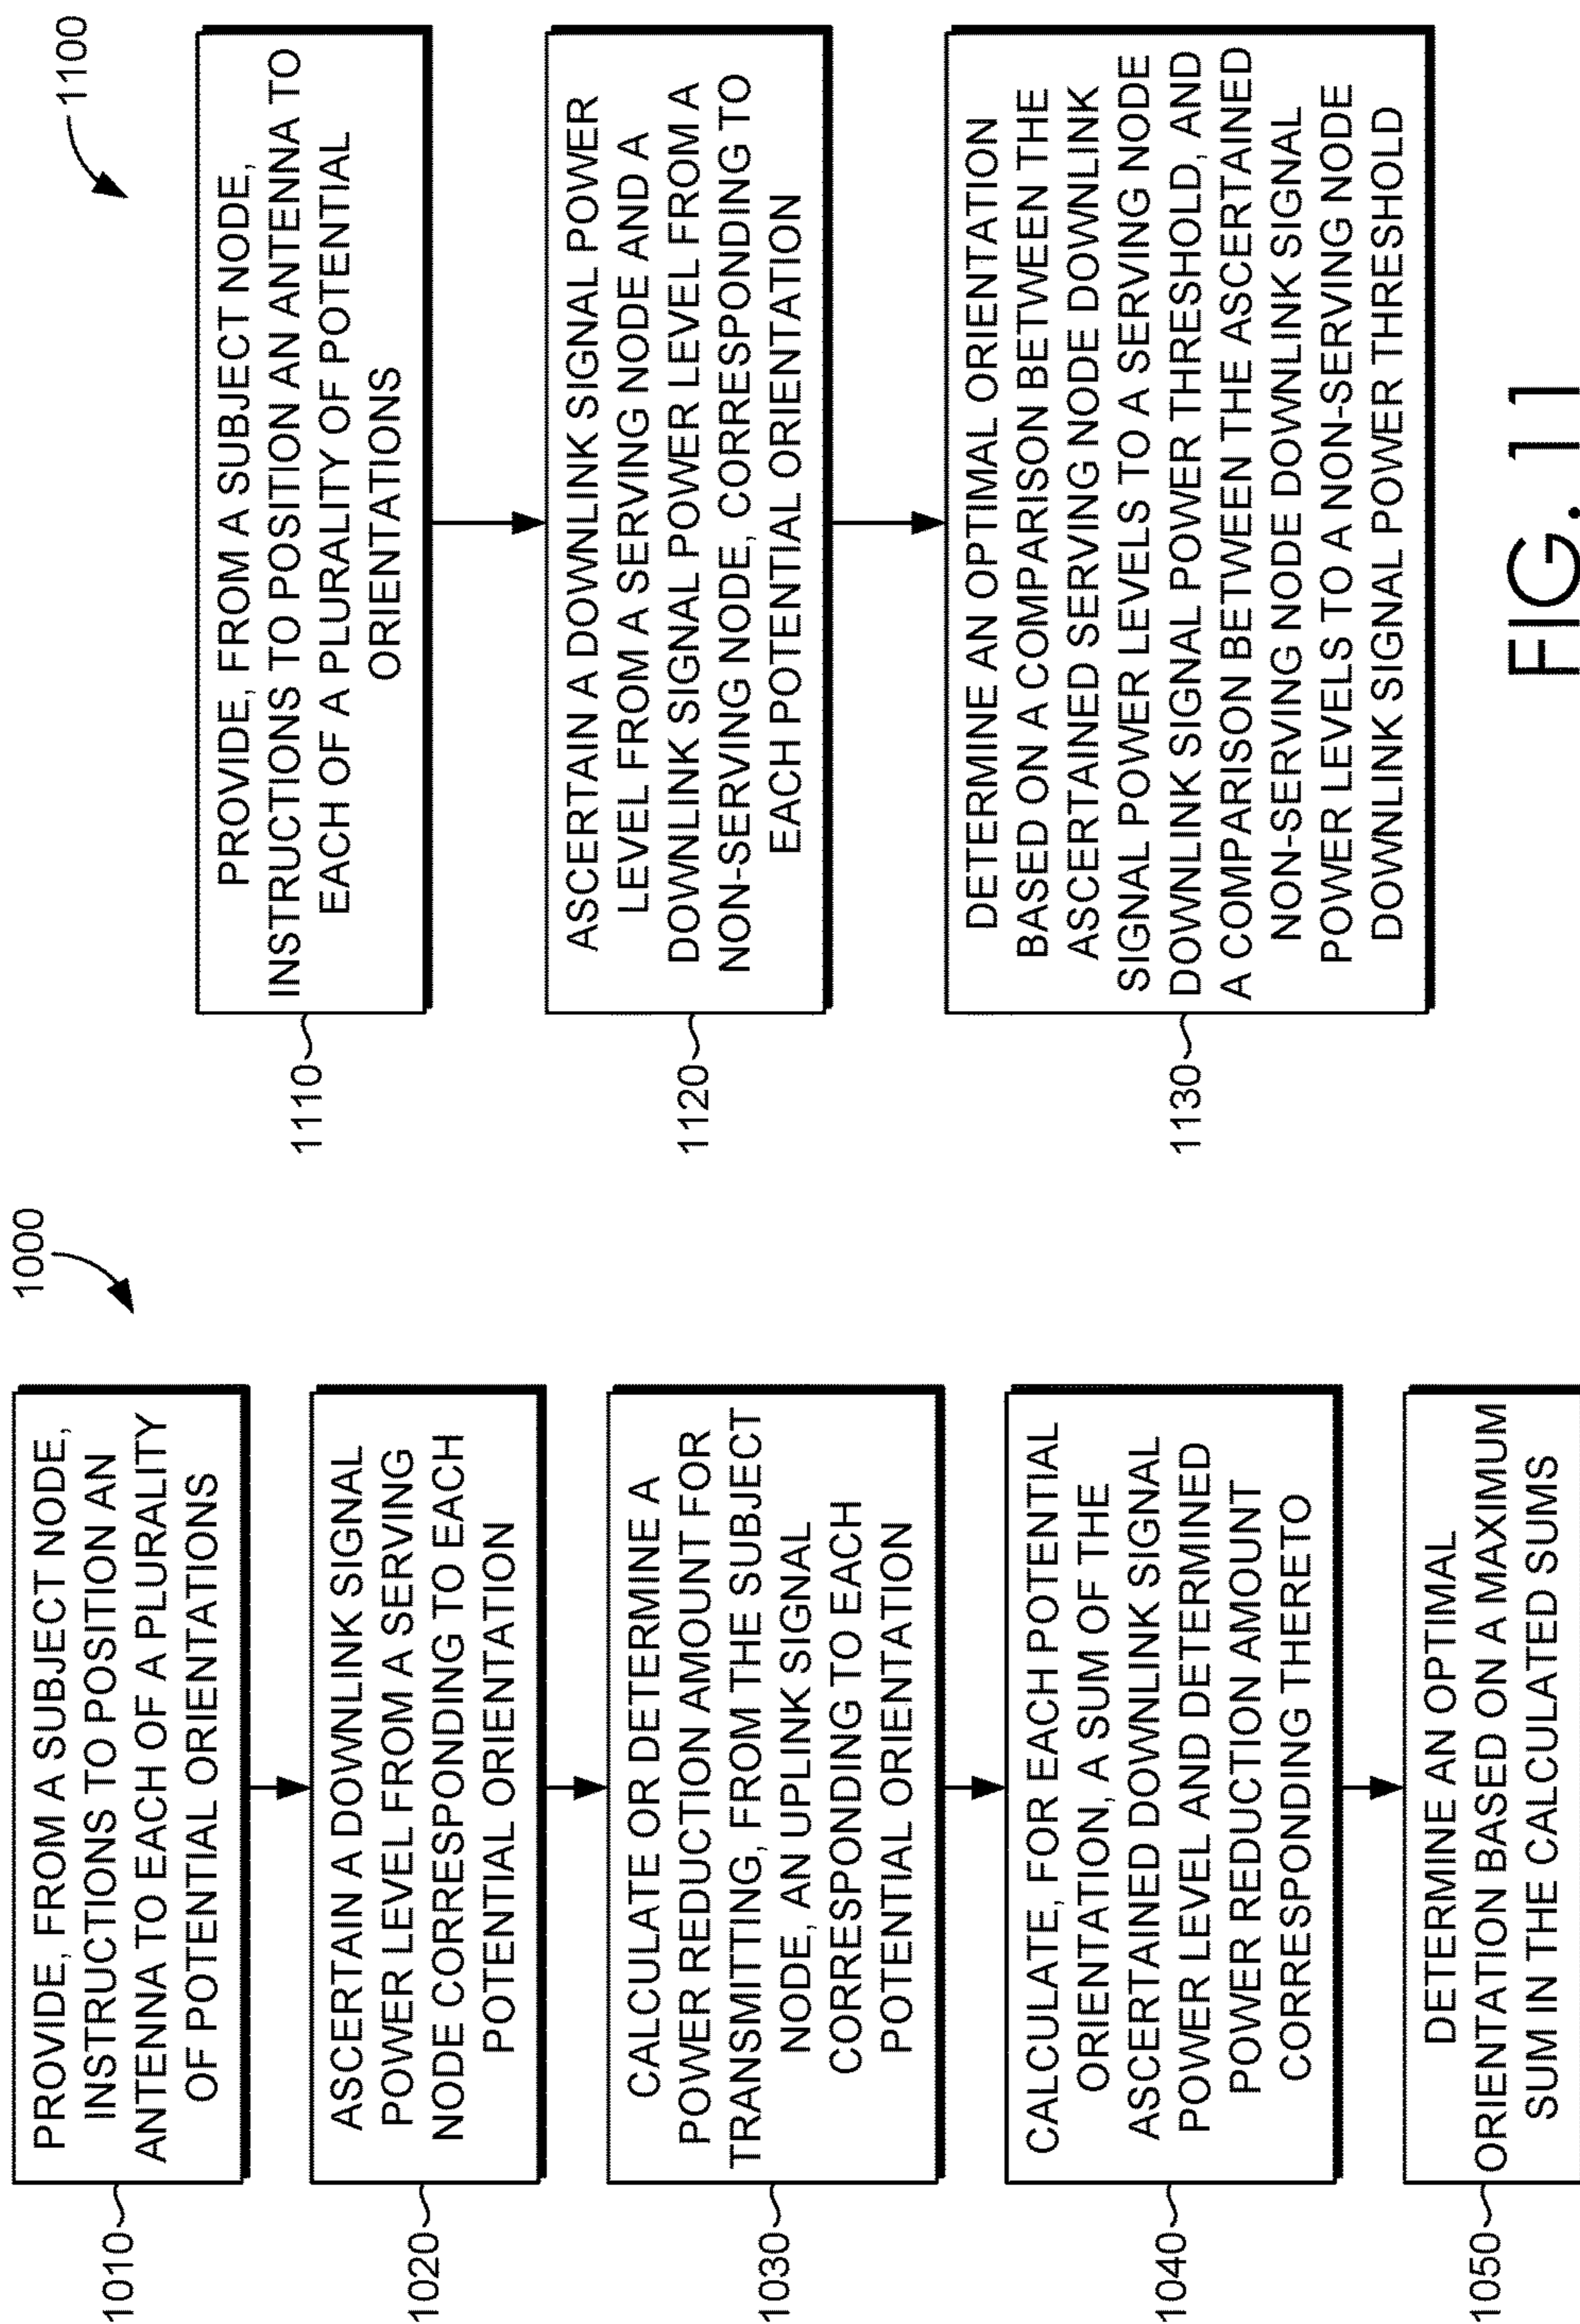 1000
1010
PROVIDE, FROM A SUBJECT NODE,
INSTRUCTIONS TO POSITION AN
ANTENNA TO EACH OF A PLURALITY
OF POTENTIAL ORIENTATIONS
1020
ASCERTAIN A DOWNLINK SIGNAL
POWER LEVEL FROM A SERVING
NODE CORRESPONDING TO EACH
POTENTIAL ORIENTATION
1030
CALCULATE OR DETERMINE A
POWER REDUCTION AMOUNT FOR
TRANSMITTING, FROM THE SUBJECT
NODE, AN UPLINK SIGNAL
CORRESPONDING TO EACH
POTENTIAL ORIENTATION
1040
CALCULATE, FOR EACH POTENTIAL
ORIENTATION, A SUM OF THE
ASCERTAINED DOWNLINK SIGNAL
POWER LEVEL AND DETERMINED
POWER REDUCTION AMOUNT
CORRESPONDING THERETO
1050
DETERMINE AN OPTIMAL
ORIENTATION BASED ON A MAXIMUM
SUM IN THE CALCULATED SUMS
1100
1110
PROVIDE, FROM A SUBJECT NODE,
INSTRUCTIONS TO POSITION AN ANTENNA TO
EACH OF A PLURALITY OF POTENTIAL
ORIENTATIONS
1120
ASCERTAIN A DOWNLINK SIGNAL POWER
LEVEL FROM A SERVING NODE AND A
DOWNLINK SIGNAL POWER LEVEL FROM A
NON-SERVING NODE, CORRESPONDING TO
EACH POTENTIAL ORIENTATION
1130
DETERMINE AN OPTIMAL ORIENTATION
BASED ON A COMPARISON BETWEEN THE
ASCERTAINED SERVING NODE DOWNLINK
SIGNAL POWER LEVELS TO A SERVING NODE
DOWNLINK SIGNAL POWER THRESHOLD, AND
A COMPARISON BETWEEN THE ASCERTAINED
NON-SERVING NODE DOWNLINK SIGNAL
POWER LEVELS TO A NON-SERVING NODE
DOWNLINK SIGNAL POWER THRESHOLD
FIG. 11